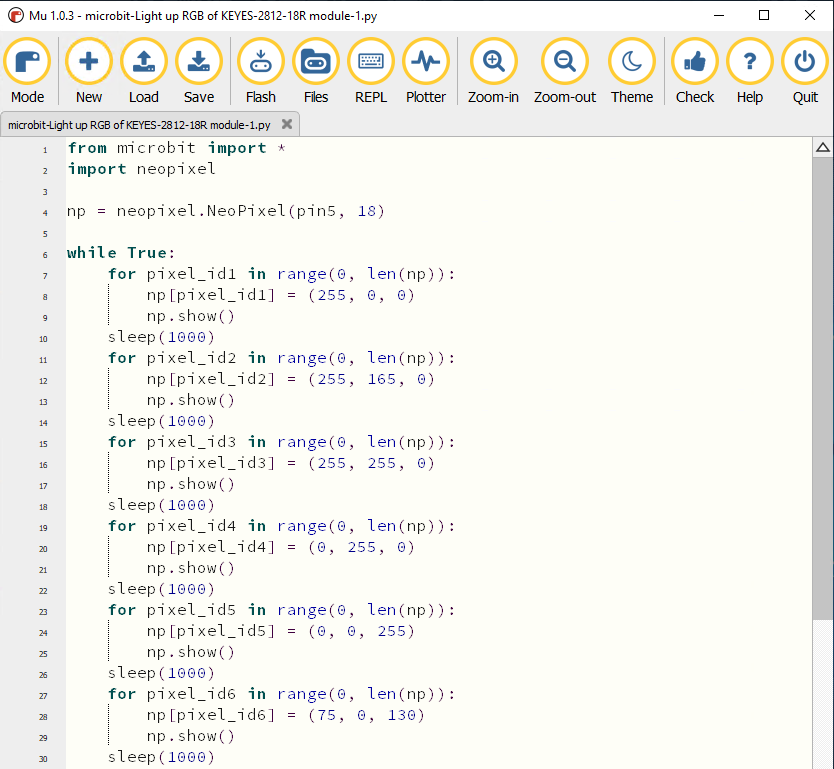 Mu 1.0.3 - microbit-Light up RGB of KEYES-2812-18R module-1.py
Mode New Load Save Flash Files REPL Plotter Zoom-in Zoom-out Theme Check Help Quit
microbit-Light up RGB of KEYES-2812-18R module-1.py
1 from microbit import *
2 import neopixel
3
4 np = neopixel.NeoPixel(pin5, 18)
5
6 while True:
7     for pixel_id1 in range(0, len(np)):
8         np[pixel_id1] = (255, 0, 0)
9         np.show()
10     sleep(1000)
11     for pixel_id2 in range(0, len(np)):
12         np[pixel_id2] = (255, 165, 0)
13         np.show()
14     sleep(1000)
15     for pixel_id3 in range(0, len(np)):
16         np[pixel_id3] = (255, 255, 0)
17         np.show()
18     sleep(1000)
19     for pixel_id4 in range(0, len(np)):
20         np[pixel_id4] = (0, 255, 0)
21         np.show()
22     sleep(1000)
23     for pixel_id5 in range(0, len(np)):
24         np[pixel_id5] = (0, 0, 255)
25         np.show()
26     sleep(1000)
27     for pixel_id6 in range(0, len(np)):
28         np[pixel_id6] = (75, 0, 130)
29         np.show()
30     sleep(1000)